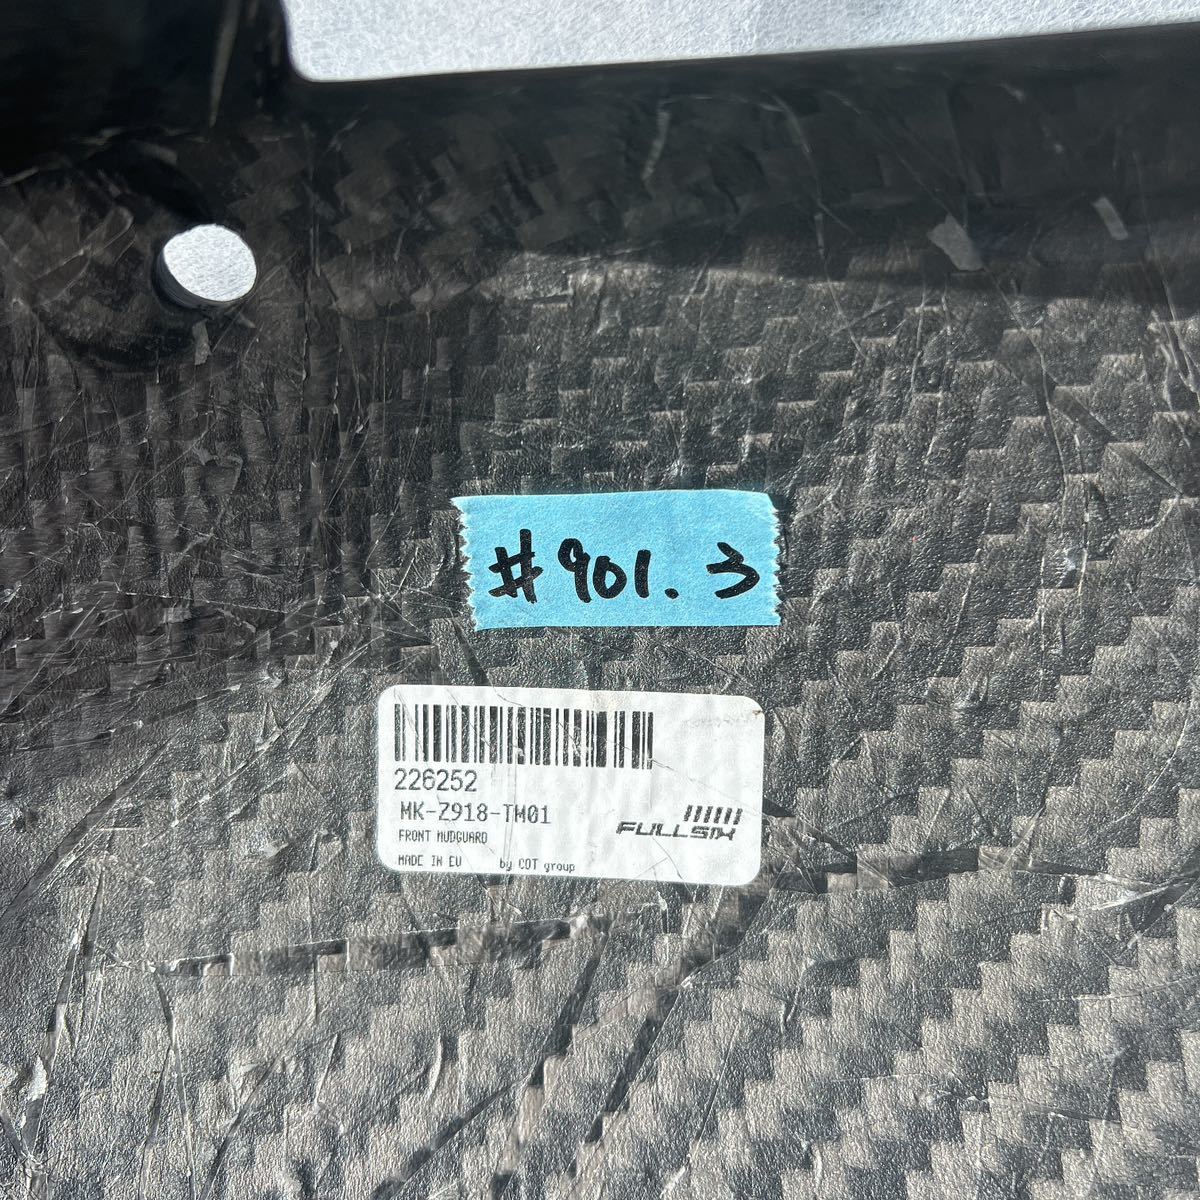 #901.3
226252
MK-Z918-TM01
FRONT MUDGUARD
FULLSIX
MADE IN EU by COT group